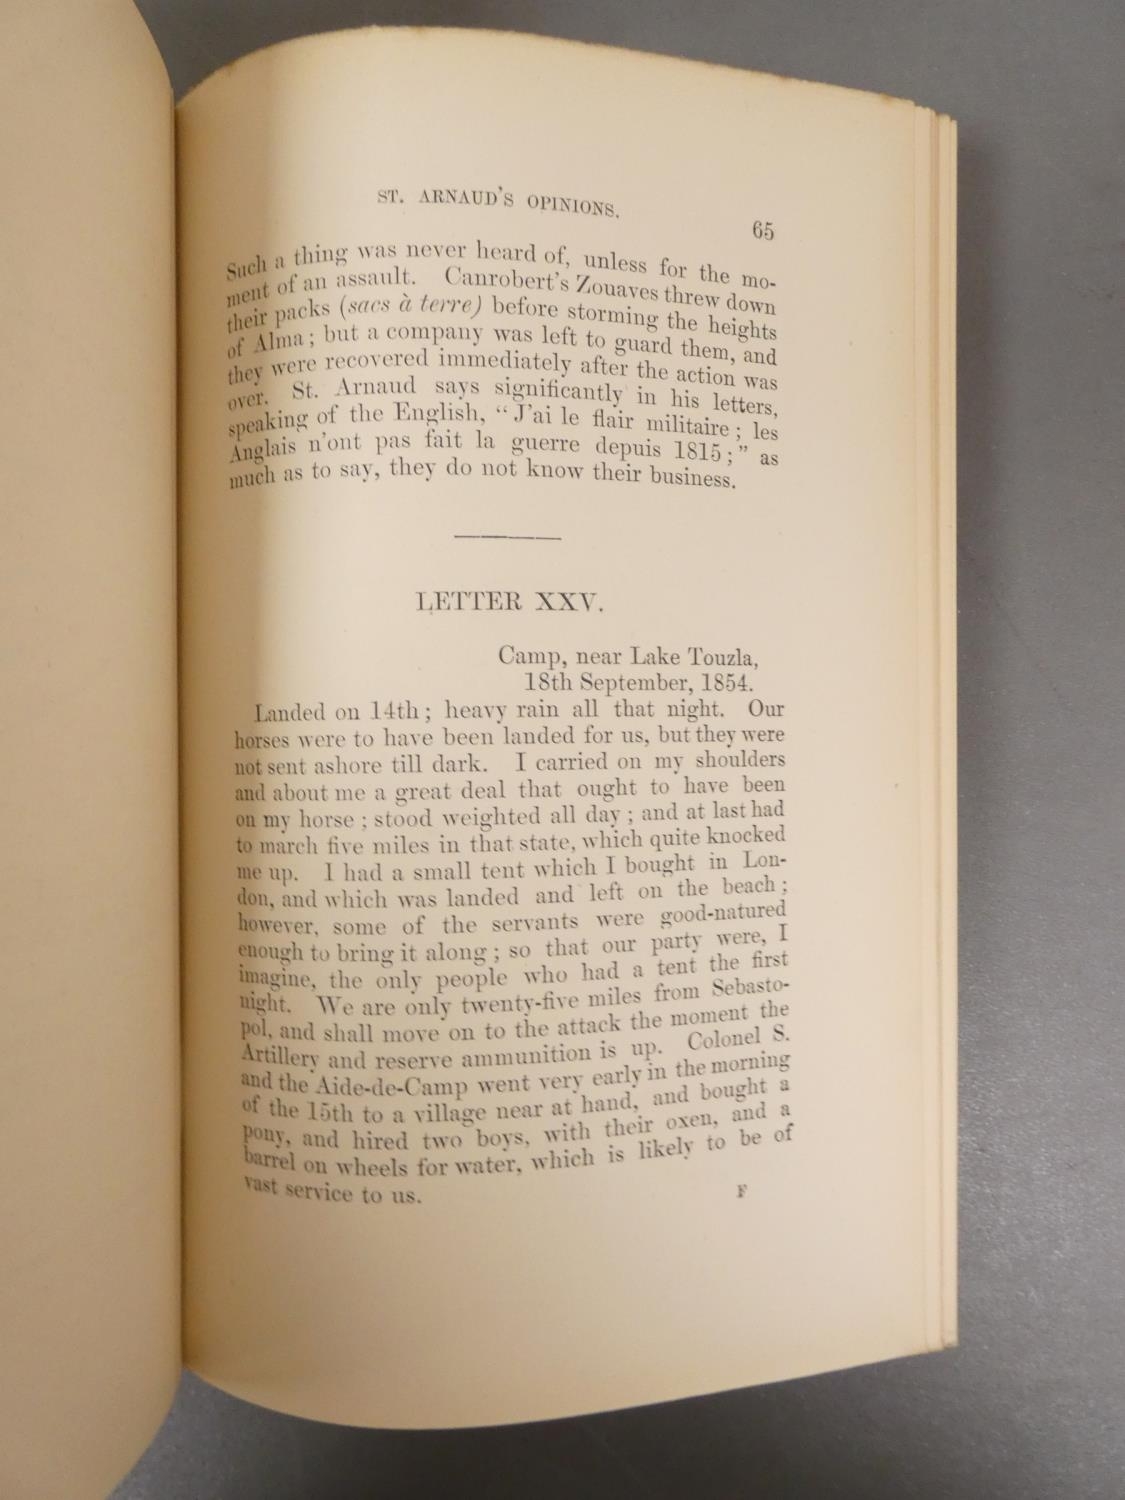 ST. ARNAUD'S OPINIONS.
65
Such a thing was never heard of, unless for the mo-
ment of an assault. Canrobert's Zouaves threw down
their packs (sacs à terre) before storming the heights
of Alma; but a company was left to guard them, and
they were recovered immediately after the action was
over. St. Arnaud says significantly in his letters,
speaking of the English, "J'ai le flair militaire; les
Anglais n'ont pas fait la guerre depuis 1815;" as
much as to say, they do not know their business.
LETTER XXV.
Camp, near Lake Touzla,
18th September, 1854.
Landed on 14th; heavy rain all that night. Our
horses were to have been landed for us, but they were
not sent ashore till dark. I carried on my shoulders
and about me a great deal that ought to have been
on my horse; stood weighted all day; and at last had
to march five miles in that state, which quite knocked
me up. I had a small tent which I bought in Lon-
don, and which was landed and left on the beach;
however, some of the servants were good-natured
enough to bring it along; so that our party were, I
imagine, the only people who had a tent the first
night. We are only twenty-five miles from Sebasto-
pol, and shall move on to the attack the moment the
Artillery and reserve ammunition is up. Colonel S.
and the Aide-de-Camp went very early in the morning
of the 15th to a village near at hand, and bought a
pony, and hired two boys, with their oxen, and a
barrel on wheels for water, which is likely to be of
vast service to us.
F